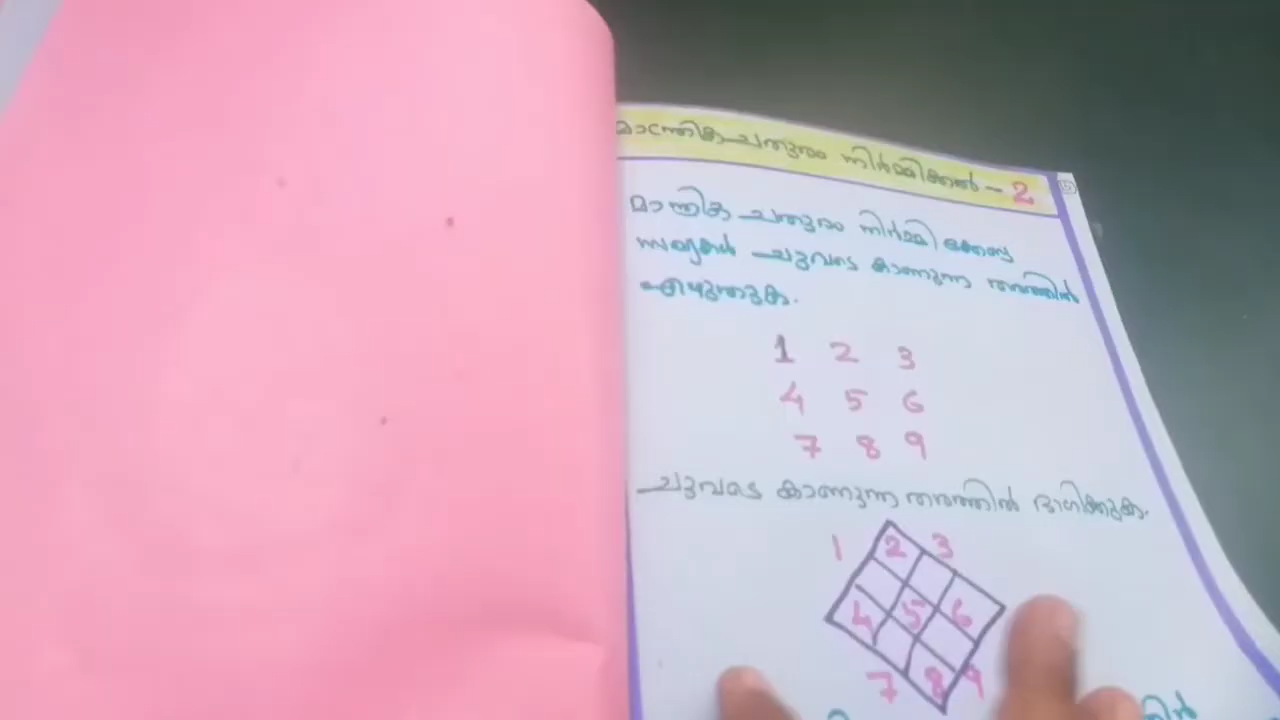 മാന്ത്രിക ചതുരം നിർമ്മിക്കൽ - 2
മാന്ത്രിക ചതുരം നിർമ്മിക്കേണ്ട
സംഖ്യകൾ ചുവടെ കാണുന്ന തരത്തിൽ
എഴുതുക.
1 2 3
4 5 6
7 8 9
ചുവടെ കാണുന്ന തരത്തിൽ ഭാഗിക്കുക.
1 2 3
4 5 6
7 8 9